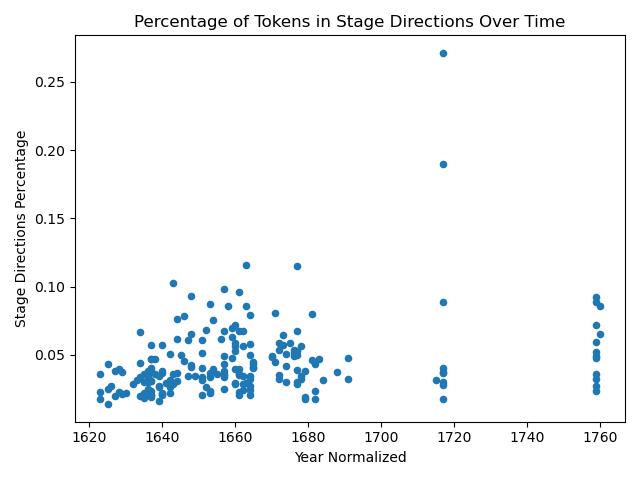 Percentage of Tokens in Stage Directions Over Time
0.25
0.20
0.15
0.10
0.05
Stage Directions Percentage
1620 1640 1660 1680 1700 1720 1740 1760
Year Normalized